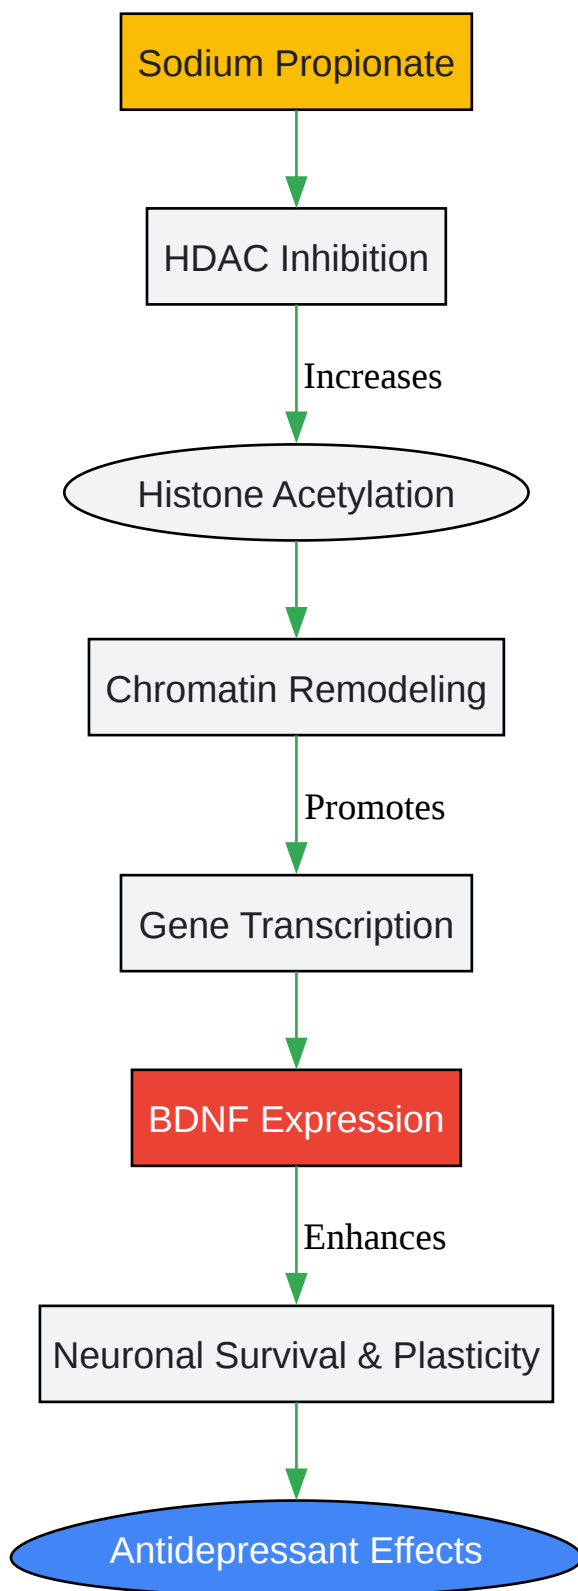 Sodium Propionate
HDAC Inhibition
Increases
Histone Acetylation
Chromatin Remodeling
Promotes
Gene Transcription
BDNF Expression
Enhances
Neuronal Survival & Plasticity
Antidepressant Effects